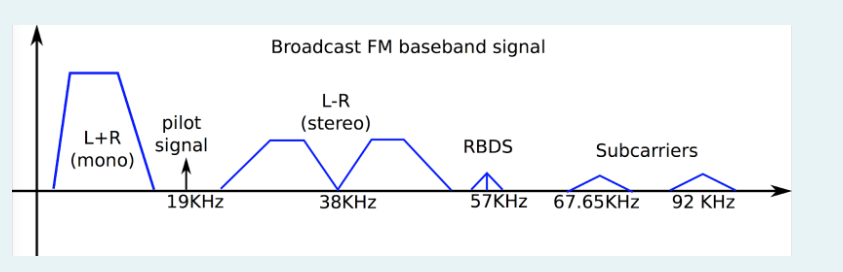 Broadcast FM baseband signal
L+R
(mono)
pilot
signal
L-R
(stereo)
RBDS
Subcarriers
19KHz
38KHz
57KHz
67.65KHz
92 KHz